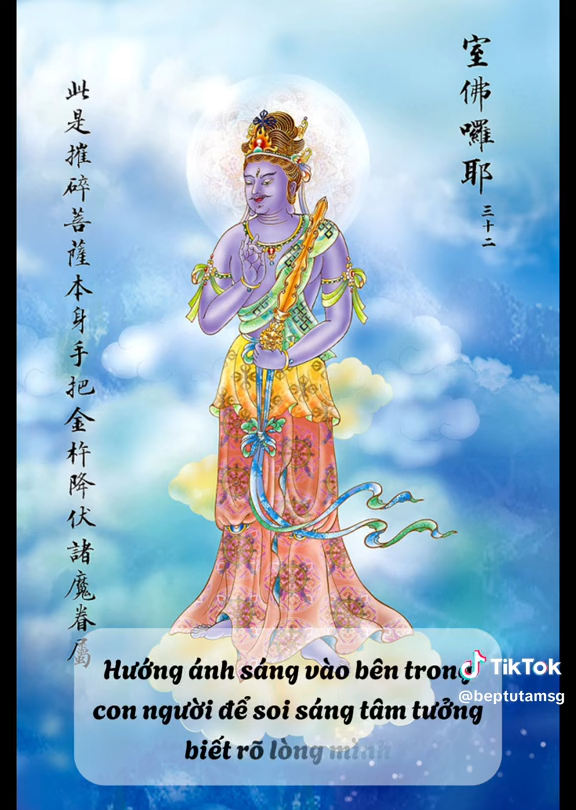 室佛囉耶
三十二
此是摧碎菩薩本身手把金杵降伏諸魔眷屬
Hướng ánh sáng vào bên trong
con người để soi sáng tâm tưởng
biết rõ lòng mình
TikTok
@beptutamsg